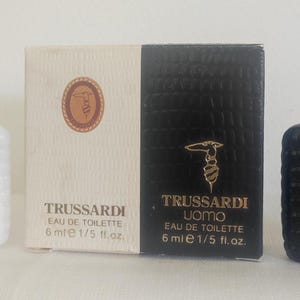 TRUSSARDI
EAU DE TOILETTE
6 ml ℮ 1/5 fl.oz.
TRUSSARDI
uomo
EAU DE TOILETTE
6 ml ℮ 1/5 fl.oz.